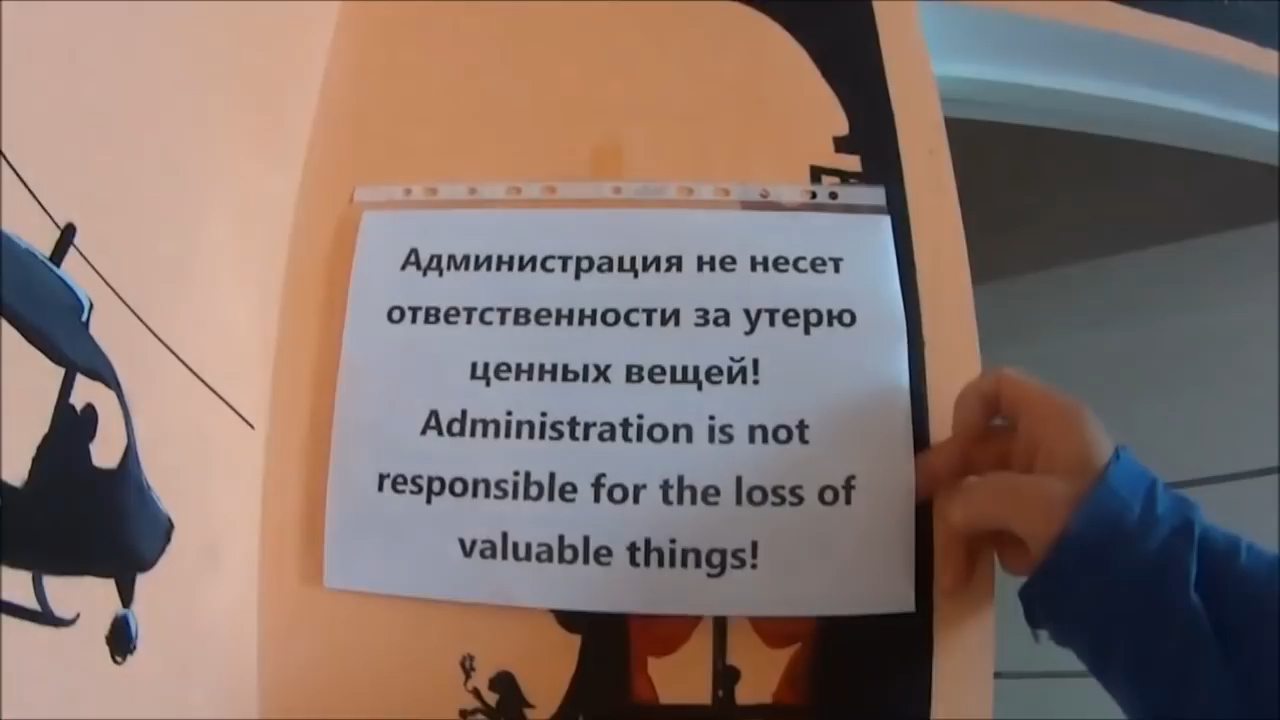 Администрация не несет
ответственности за утерю
ценных вещей!
Administration is not
responsible for the loss of
valuable things!